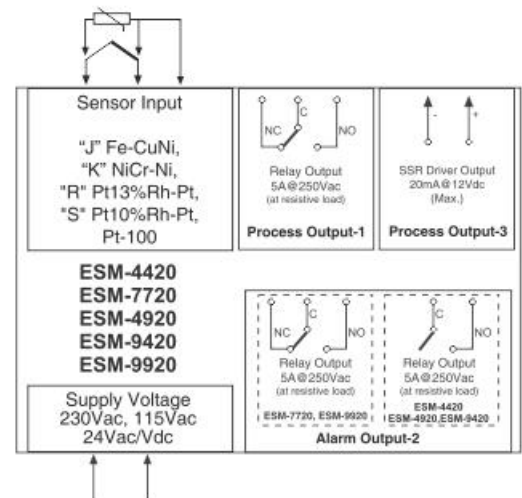 Sensor Input
"J" Fe-CuNi,
"K" NiCr-Ni,
"R" Pt13%Rh-Pt,
"S" Pt10%Rh-Pt,
Pt-100
C
NC
NO
Relay Output
5A@250Vac
(at resistive load)
Process Output-1
-
+
SSR Driver Output
20mA@12Vdc
(Max.)
Process Output-3
ESM-4420
ESM-7720
ESM-4920
ESM-9420
ESM-9920
Supply Voltage
230Vac, 115Vac
24Vac/Vdc
C
NC
NO
Relay Output
5A@250Vac
(at resistive load)
ESM-7720, ESM-9920
C
NO
Relay Output
5A@250Vac
(at resistive load)
ESM-4420
ESM-4920,ESM-9420
Alarm Output-2